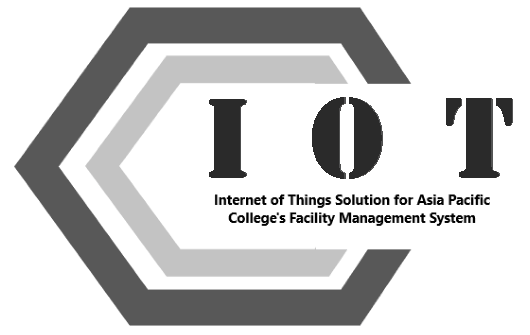 I O T
Internet of Things Solution for Asia Pacific
College's Facility Management System